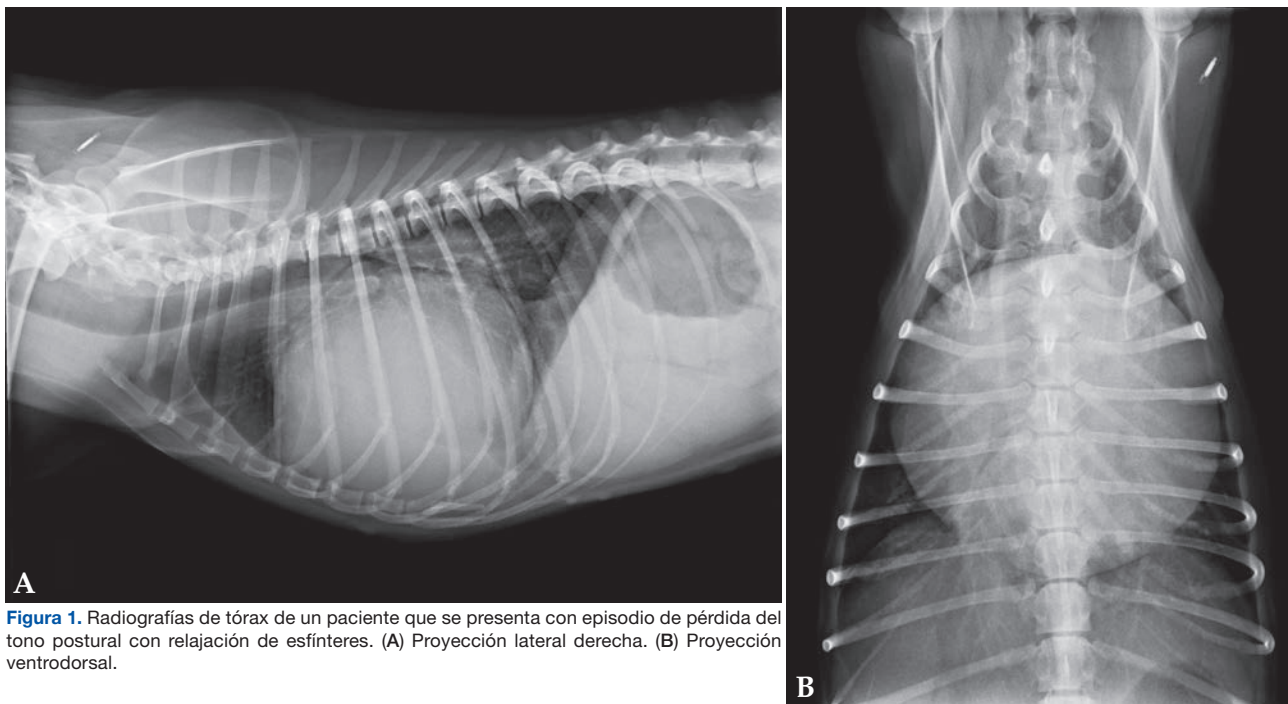 A
Figura 1. Radiografías de tórax de un paciente que se presenta con episodio de pérdida del
tono postural con relajación de esfínteres. (A) Proyección lateral derecha. (B) Proyección
ventrodorsal.
B